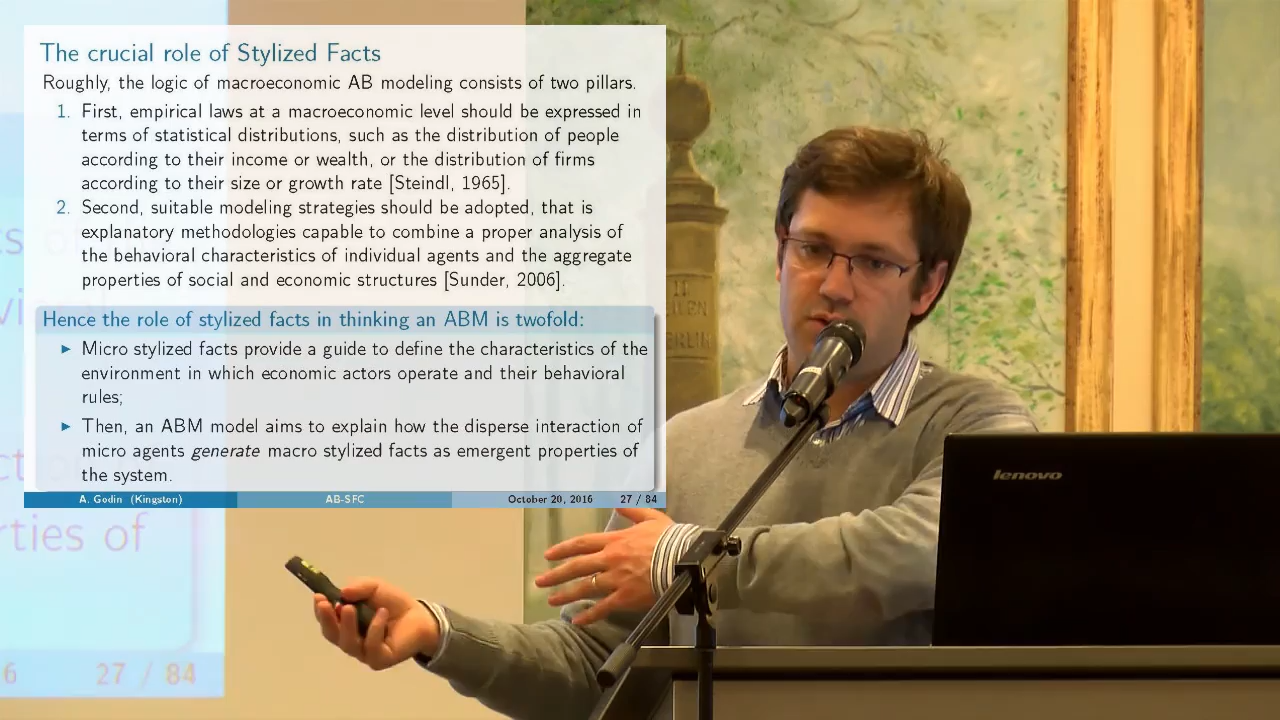 The crucial role of Stylized Facts
Roughly, the logic of macroeconomic AB modeling consists of two pillars.
1. First, empirical laws at a macroeconomic level should be expressed in
terms of statistical distributions, such as the distribution of people
according to their income or wealth, or the distribution of firms
according to their size or growth rate [Steindl, 1965].
2. Second, suitable modeling strategies should be adopted, that is
explanatory methodologies capable to combine a proper analysis of
the behavioral characteristics of individual agents and the aggregate
properties of social and economic structures [Sunder, 2006].
Hence the role of stylized facts in thinking an ABM is twofold:
▶ Micro stylized facts provide a guide to define the characteristics of the
environment in which economic actors operate and their behavioral
rules;
▶ Then, an ABM model aims to explain how the disperse interaction of
micro agents generate macro stylized facts as emergent properties of
the system.
A. Godin (Kingston) AB-SFC October 20, 2016 27 / 84
rties of
6 27 / 84
lenovo